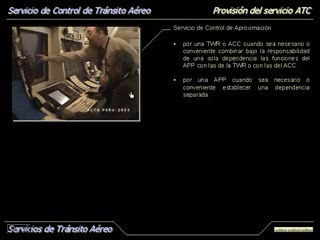 Servicio de Control de Tránsito Aéreo
Provisión del servicio ATC
Servicio de Control de Aproximación
• por una TWR o ACC cuando sea necesario o
conveniente combinar bajo la responsabilidad
de una sola dependencia las funciones del
APP con las de la TWR o con las del ACC.
• por una APP cuando sea necesario o
conveniente establecer una dependencia
separada
ACTA PERU-2003
Servicios de Tránsito Aéreo